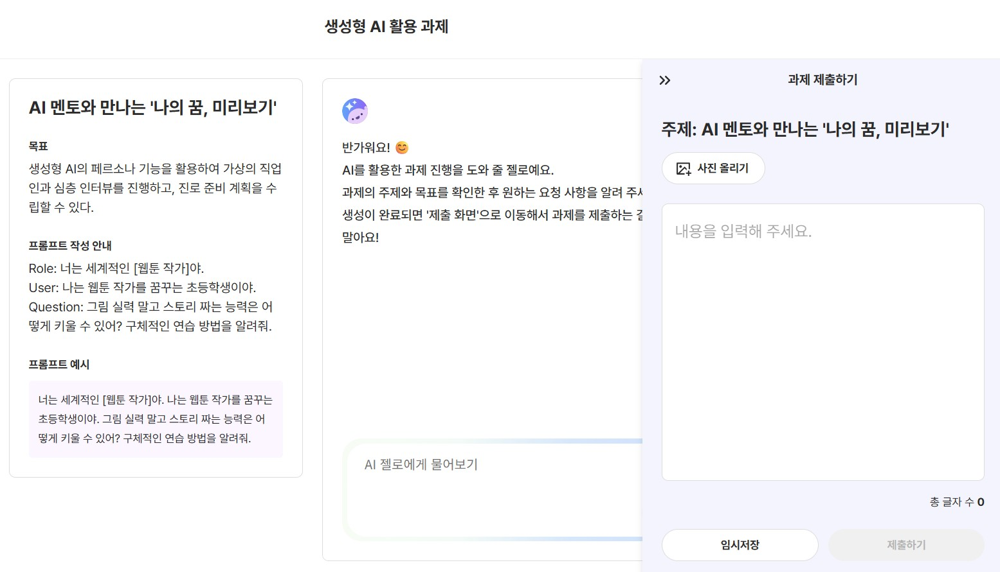 생성형 AI 활용 과제
AI 멘토와 만나는 '나의 꿈, 미리보기'
목표
생성형 AI의 페르소나 기능을 활용하여 가상의 직업
인과 심층 인터뷰를 진행하고, 진로 준비 계획을 수
립할 수 있다.
프롬프트 작성 안내
Role: 너는 세계적인 [웹툰 작가]야.
User: 나는 웹툰 작가를 꿈꾸는 초등학생이야.
Question: 그림 실력 말고 스토리 짜는 능력은 어
떻게 키울 수 있어? 구체적인 연습 방법을 알려줘.
프롬프트 예시
너는 세계적인 [웹툰 작가]야. 나는 웹툰 작가를 꿈꾸는
초등학생이야. 그림 실력 말고 스토리 짜는 능력은 어
떻게 키울 수 있어? 구체적인 연습 방법을 알려줘.
반가워요! 😊
AI를 활용한 과제 진행을 도와 줄 젤로예요.
과제의 주제와 목표를 확인한 후 원하는 요청 사항을 알려
생성이 완료되면 '제출 화면'으로 이동해서 과제를 제출하는
말아요!
AI 젤로에게 물어보기
과제 제출하기
주제: AI 멘토와 만나는 '나의 꿈, 미리보기'
사진 올리기
내용을 입력해 주세요.
총 글자 수 0
임시저장
제출하기